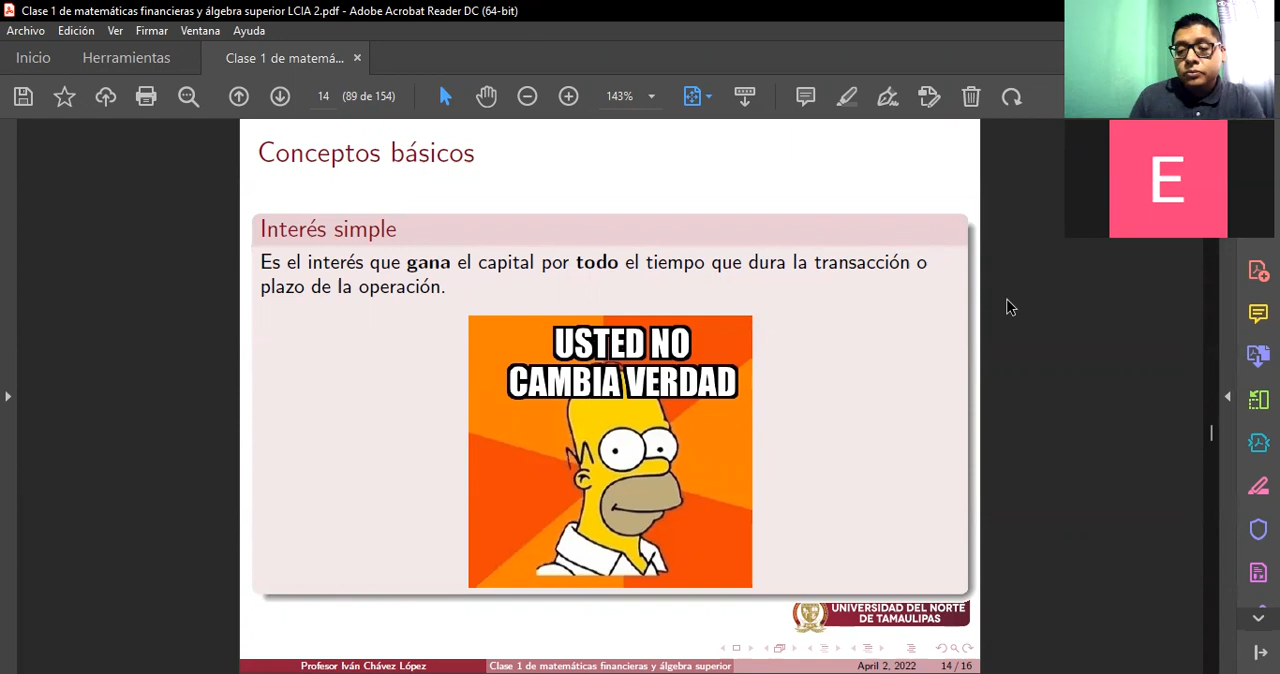 Clase 1 de matemáticas financieras y álgebra superior LCIA 2.pdf - Adobe Acrobat Reader DC (64-bit)
Archivo Edición Ver Firmar Ventana Ayuda
Inicio Herramientas Clase 1 de matemá... ×
14 (89 de 154) 143%
E
Conceptos básicos
Interés simple
Es el interés que gana el capital por todo el tiempo que dura la transacción o
plazo de la operación.
USTED NO
CAMBIA VERDAD
UNIVERSIDAD DEL NORTE
DE TAMAULIPAS
Profesor Iván Chávez López Clase 1 de matemáticas financieras y álgebra superior April 2, 2022 14 / 16